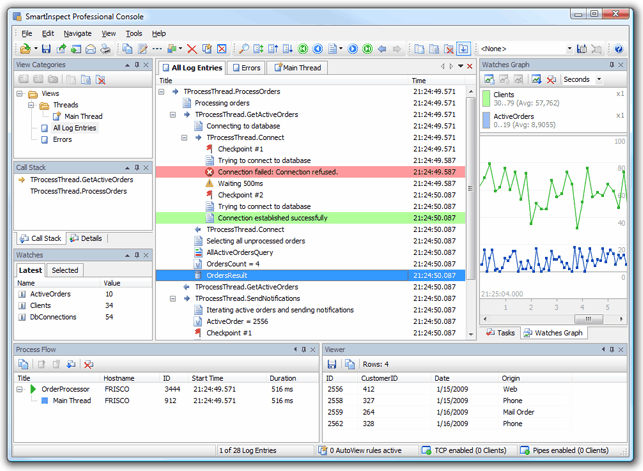 SmartInspect Professional Console
File Edit Navigate View Tools Help
<None>
View Categories
Views
Threads
Main Thread
All Log Entries
Errors
Call Stack
TProcessThread.GetActiveOrders
TProcessThread.ProcessOrders
Call Stack Details
Watches
Latest Selected
Name Value
ActiveOrders 10
Clients 34
DbConnections 54
All Log Entries Errors Main Thread
Title Time
TProcessThread.ProcessOrders 21:24:49.571
Processing orders 21:24:49.571
TProcessThread.GetActiveOrders 21:24:49.571
Connecting to database 21:24:49.571
TProcessThread.Connect 21:24:49.571
Checkpoint #1 21:24:49.571
Trying to connect to database 21:24:49.587
Connection failed: Connection refused. 21:24:49.587
Waiting 500ms 21:24:49.587
Checkpoint #2 21:24:50.087
Trying to connect to database 21:24:50.087
Connection established successfully 21:24:50.087
TProcessThread.Connect 21:24:50.087
Selecting all unprocessed orders 21:24:50.087
AllActiveOrdersQuery 21:24:50.087
OrdersCount = 4 21:24:50.087
OrdersResult 21:24:50.087
TProcessThread.GetActiveOrders 21:24:50.087
TProcessThread.SendNotifications 21:24:50.087
Iterating active orders and sending notifications 21:24:50.087
ActiveOrder = 2556 21:24:50.087
Checkpoint #1 21:24:50.087
Watches Graph
Seconds
Clients x1
30..79 (Avg: 57,762)
ActiveOrders x1
0..19 (Avg: 8,9055)
100
80
60
40
20
0
21:25:04.000
0 1 2 3 4 5
Tasks Watches Graph
Process Flow
Title Hostname ID Start Time Duration
OrderProcessor FRISCO 3444 21:24:49.571 516 ms
Main Thread FRISCO 912 21:24:49.571 516 ms
Viewer
Rows: 4
ID CustomerID Date Origin
2556 412 1/15/2009 Web
2558 327 1/15/2009 Phone
2559 264 1/16/2009 Mail Order
2562 328 1/16/2009 Phone
1 of 28 Log Entries 0 AutoView rules active TCP enabled (0 Clients) Pipes enabled (0 Clients)